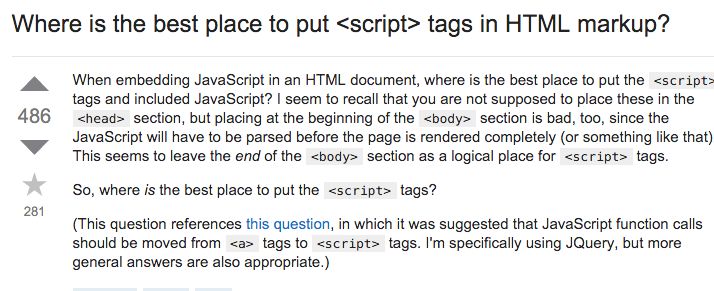 Where is the best place to put <script> tags in HTML markup?
When embedding JavaScript in an HTML document, where is the best place to put the <script>
tags and included JavaScript? I seem to recall that you are not supposed to place these in the
486
<head> section, but placing at the beginning of the <body> section is bad, too, since the
JavaScript will have to be parsed before the page is rendered completely (or something like that)
This seems to leave the end of the <body> section as a logical place for <script> tags.
So, where is the best place to put the <script> tags?
281
(This question references this question, in which it was suggested that JavaScript function calls
should be moved from <a> tags to <script> tags. I'm specifically using JQuery, but more
general answers are also appropriate.)